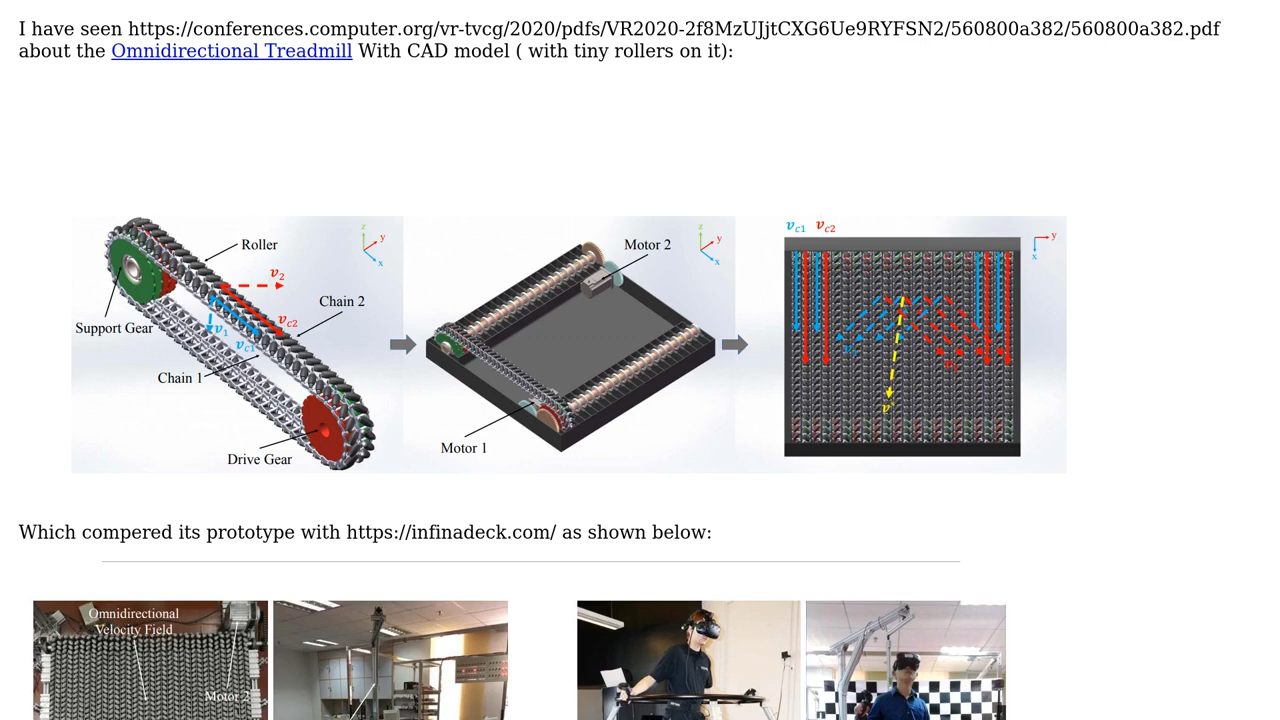 I have seen https://conferences.computer.org/vr-tvcg/2020/pdfs/VR2020-2f8MzUJjtCXG6Ue9RYFSN2/560800a382/560800a382.pdf
about the Omnidirectional Treadmill With CAD model ( with tiny rollers on it):
Roller
Support Gear
Chain 2
Chain 1
Drive Gear
v2
vc2
v1
vc1
z
y
x
Motor 2
Motor 1
z
y
x
vc1 vc2
y
x
v
Which compered its prototype with https://infinadeck.com/ as shown below:
Omnidirectional
Velocity Field
Motor 2